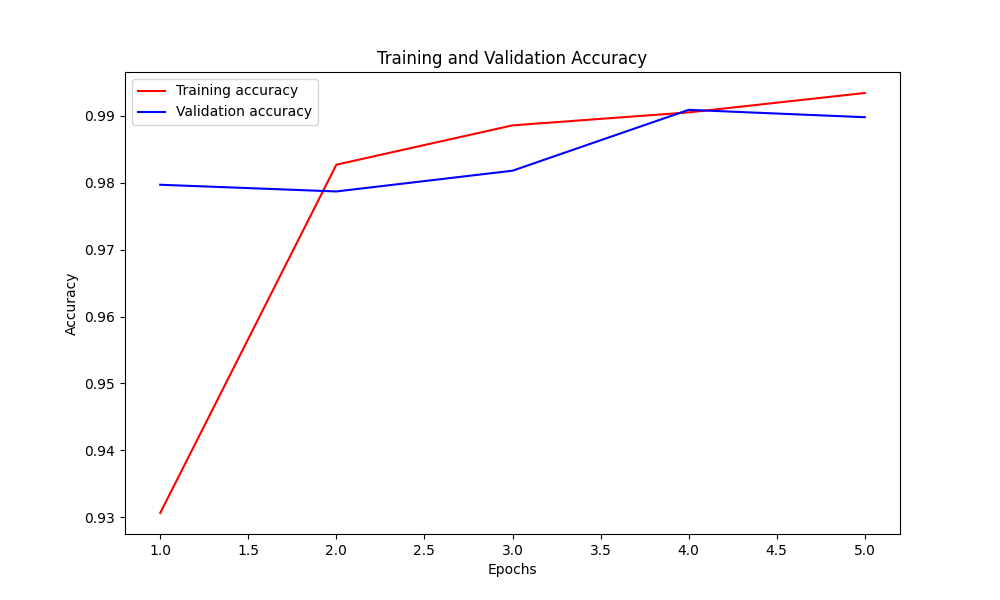 Training and Validation Accuracy
Training accuracy
Validation accuracy
0.99
0.98
0.97
0.96
0.95
0.94
0.93
Accuracy
1.0 1.5 2.0 2.5 3.0 3.5 4.0 4.5 5.0
Epochs